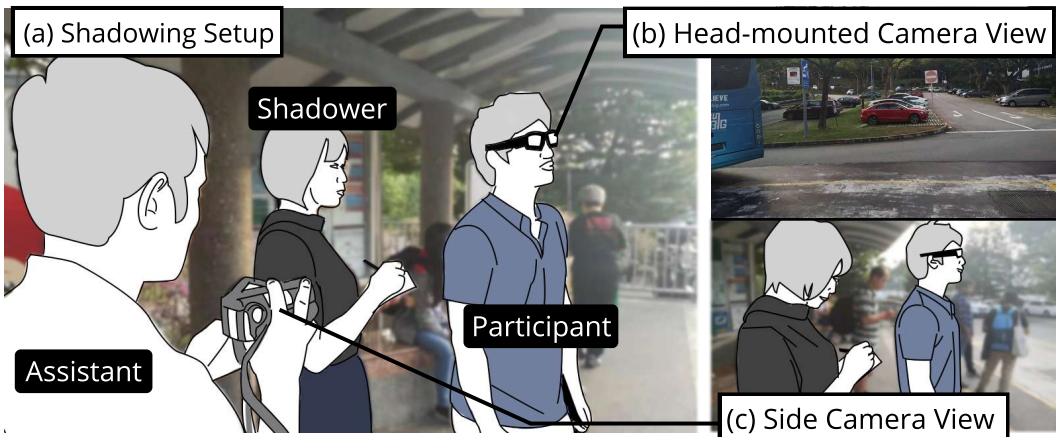 (a) Shadowing Setup
(b) Head-mounted Camera View
Shadower
Participant
Assistant
(c) Side Camera View